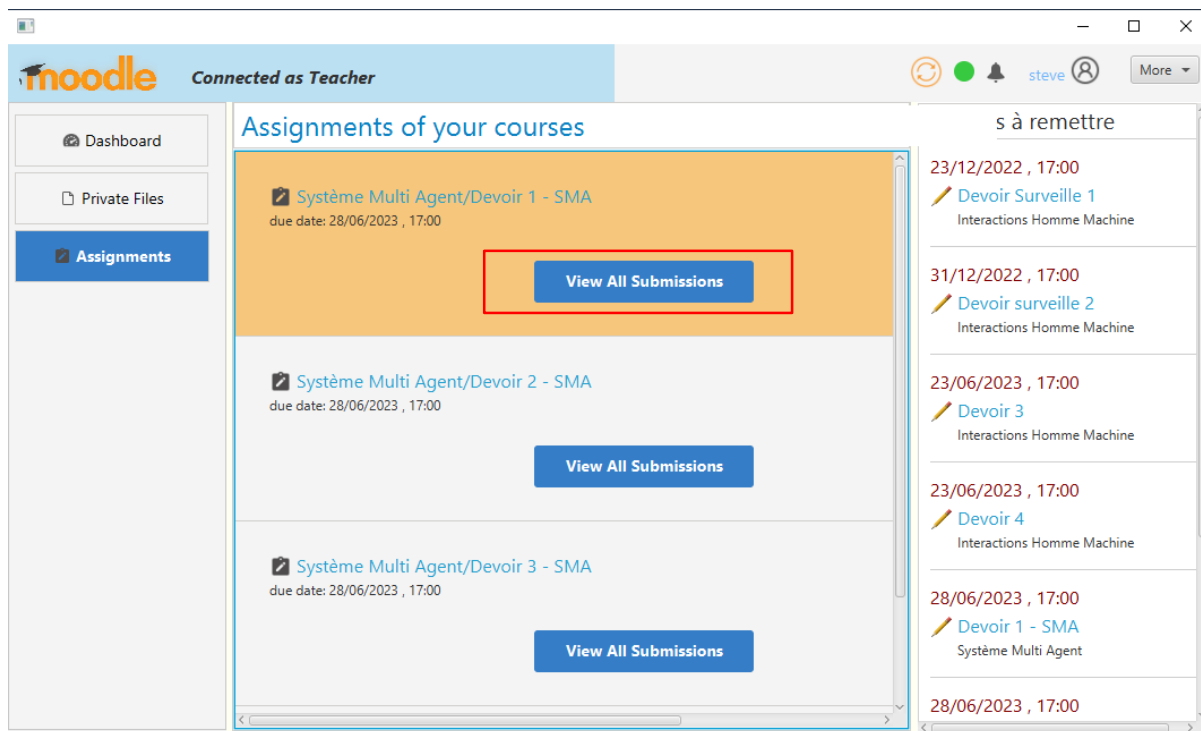 moodle
Connected as Teacher
steve
More
Dashboard
Private Files
Assignments
Assignments of your courses
Système Multi Agent/Devoir 1 - SMA
due date: 28/06/2023 , 17:00
View All Submissions
Système Multi Agent/Devoir 2 - SMA
due date: 28/06/2023 , 17:00
View All Submissions
Système Multi Agent/Devoir 3 - SMA
due date: 28/06/2023 , 17:00
View All Submissions
s à remettre
23/12/2022 , 17:00
Devoir Surveille 1
Interactions Homme Machine
31/12/2022 , 17:00
Devoir surveille 2
Interactions Homme Machine
23/06/2023 , 17:00
Devoir 3
Interactions Homme Machine
23/06/2023 , 17:00
Devoir 4
Interactions Homme Machine
28/06/2023 , 17:00
Devoir 1 - SMA
Système Multi Agent
28/06/2023 , 17:00